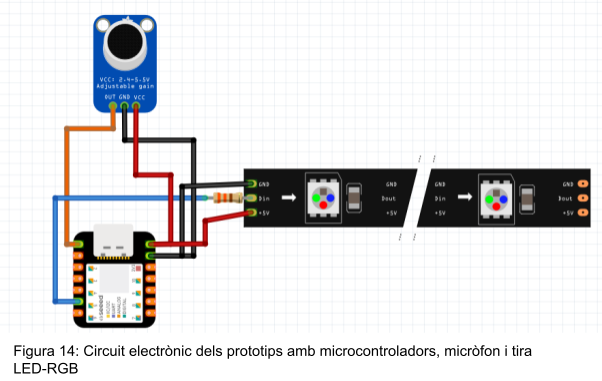 VCC: 2.4-5.5V
Adjustable gain
OUT GND VCC
GND GND GND GND
Din Dout Din Dout
+5V +5V +5V +5V
seeed
Figura 14: Circuit electrònic dels prototips amb microcontroladors, micròfon i tira
LED-RGB